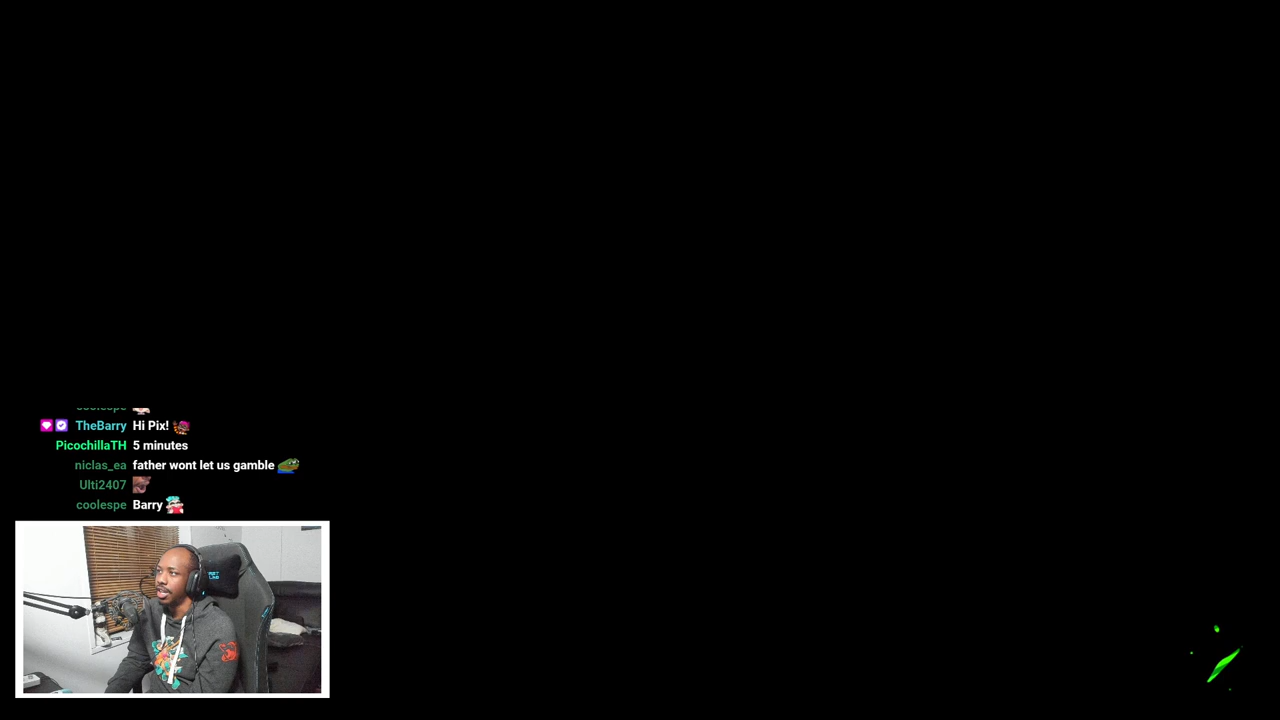 TheBarry Hi Pix!
PicochillaTH 5 minutes
niclas_ea father wont let us gamble
Ulti2407
coolespe Barry